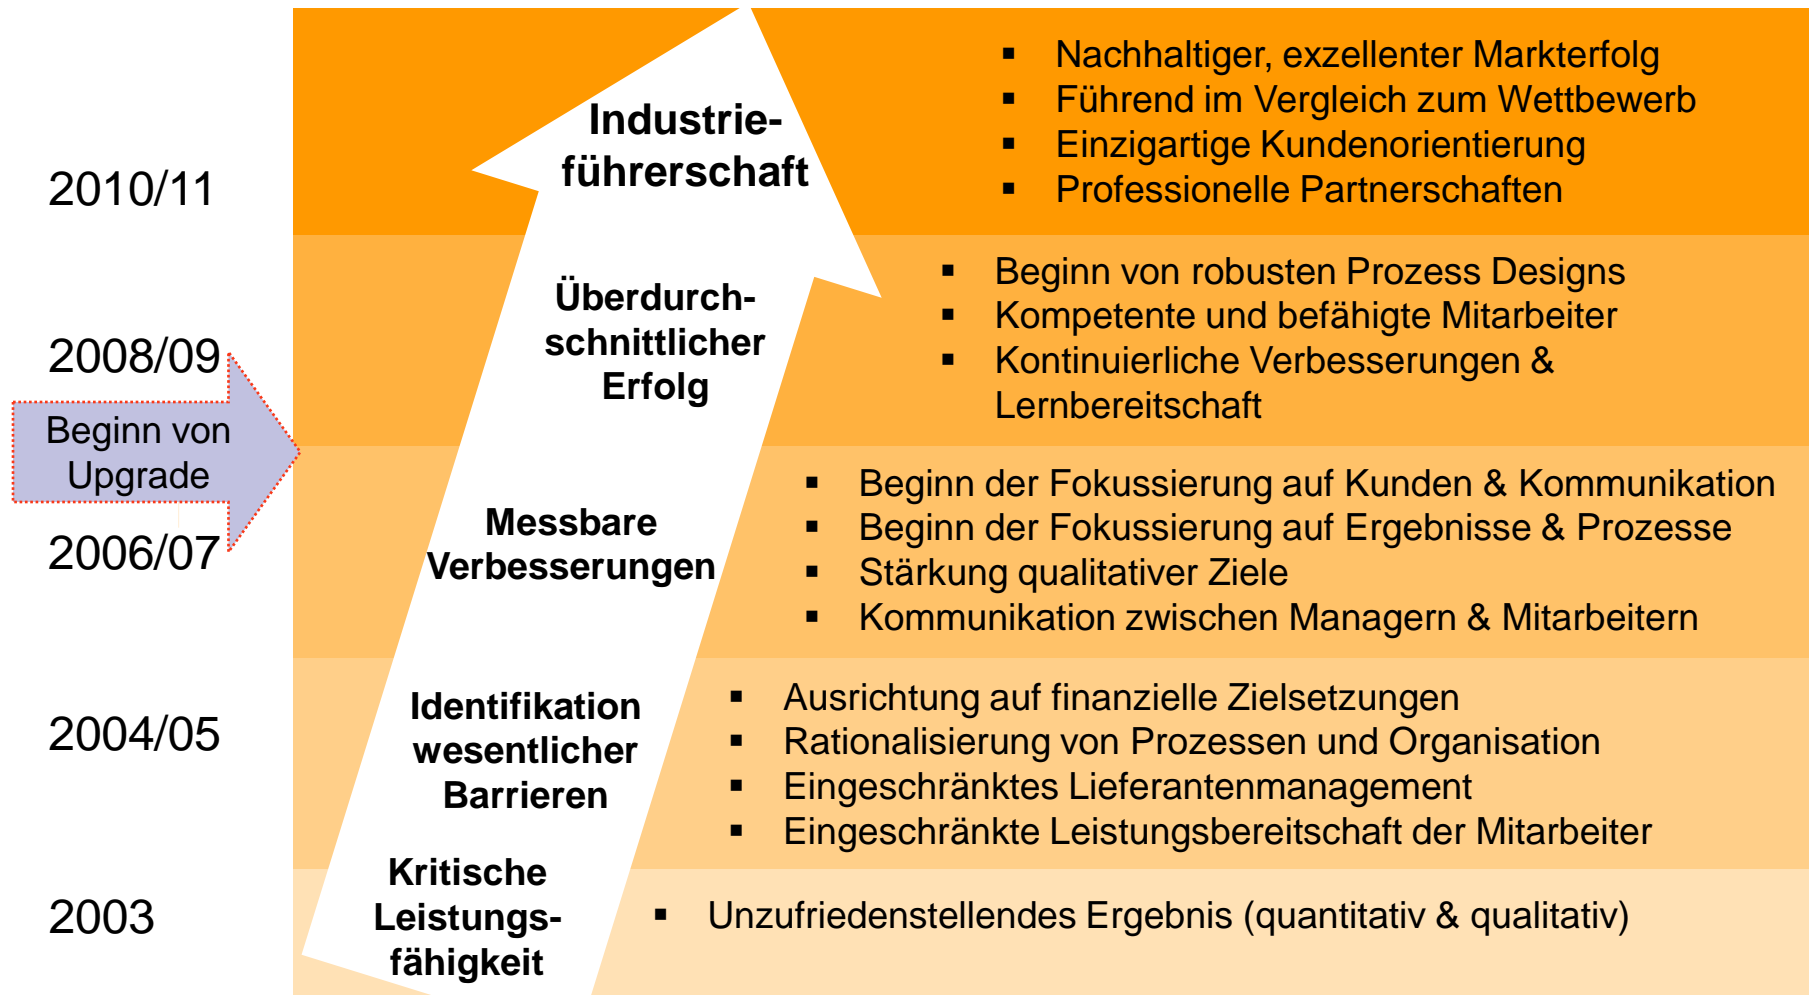 2010/11
Industrie-
führerschaft
▪ Nachhaltiger, exzellenter Markterfolg
▪ Führend im Vergleich zum Wettbewerb
▪ Einzigartige Kundenorientierung
▪ Professionelle Partnerschaften
2008/09
Überdurch-
schnittlicher
Erfolg
▪ Beginn von robusten Prozess Designs
▪ Kompetente und befähigte Mitarbeiter
▪ Kontinuierliche Verbesserungen &
Lernbereitschaft
Beginn von
Upgrade
2006/07
Messbare
Verbesserungen
▪ Beginn der Fokussierung auf Kunden & Kommunikation
▪ Beginn der Fokussierung auf Ergebnisse & Prozesse
▪ Stärkung qualitativer Ziele
▪ Kommunikation zwischen Managern & Mitarbeitern
2004/05
Identifikation
wesentlicher
Barrieren
▪ Ausrichtung auf finanzielle Zielsetzungen
▪ Rationalisierung von Prozessen und Organisation
▪ Eingeschränktes Lieferantenmanagement
▪ Eingeschränkte Leistungsbereitschaft der Mitarbeiter
2003
Kritische
Leistungs-
fähigkeit
▪ Unzufriedenstellendes Ergebnis (quantitativ & qualitativ)